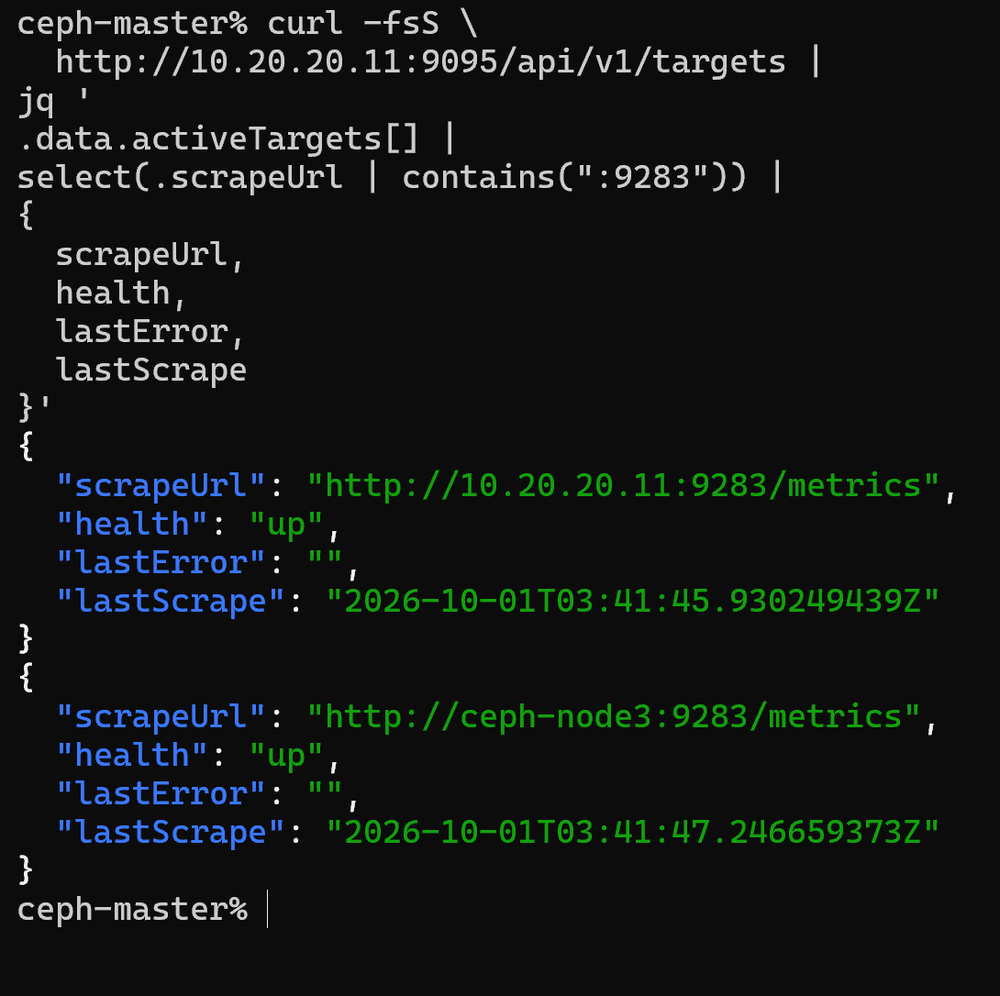 ceph-master% curl -fsS \
  http://10.20.20.11:9095/api/v1/targets |
jq '
.data.activeTargets[] |
select(.scrapeUrl | contains(":9283")) |
{
  scrapeUrl,
  health,
  lastError,
  lastScrape
}'
{
  "scrapeUrl": "http://10.20.20.11:9283/metrics",
  "health": "up",
  "lastError": "",
  "lastScrape": "2026-10-01T03:41:45.930249439Z"
}
{
  "scrapeUrl": "http://ceph-node3:9283/metrics",
  "health": "up",
  "lastError": "",
  "lastScrape": "2026-10-01T03:41:47.246659373Z"
}
ceph-master%